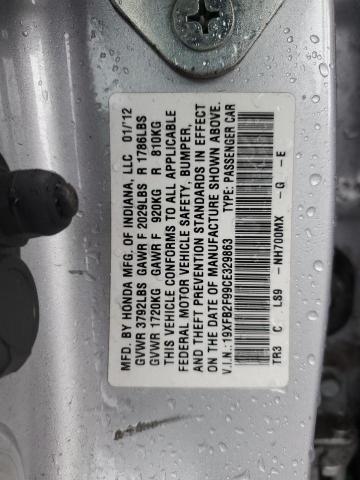 MFD. BY HONDA MFG. OF INDIANA, LLC 01/'12
GVWR 3792LBS GAWR F 2029LBS R 1786LBS
GVWR 1720KG GAWR F 920KG R 810KG
THIS VEHICLE CONFORMS TO ALL APPLICABLE
FEDERAL MOTOR VEHICLE SAFETY, BUMPER,
AND THEFT PREVENTION STANDARDS IN EFFECT
ON THE DATE OF MANUFACTURE SHOWN ABOVE.
V.I.N.:19XFB2F99CE329863 TYPE: PASSENGER CAR
TR3 C LS9 -NH700MX -G -E